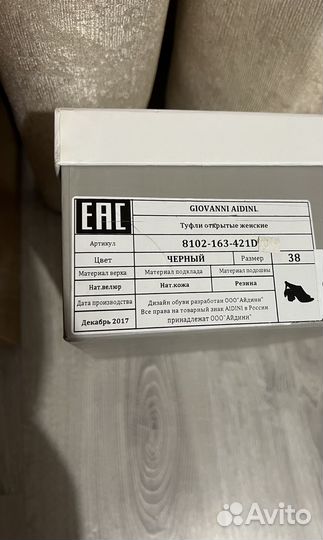 EAC
GIOVANNI AIDINI.
Туфли открытые женские
Артикул 8102-163-421D
Цвет ЧЕРНЫЙ Размер 38
Материал верха Материал подклада Материал подошвы
Нат.велюр Нат.кожа Резина
Дата производства
Декабрь 2017
Дизайн обуви разработан ООО"Айдини"
Все права на товарный знак AIDINI в России
принадлежат ООО"Айдини"
Avito